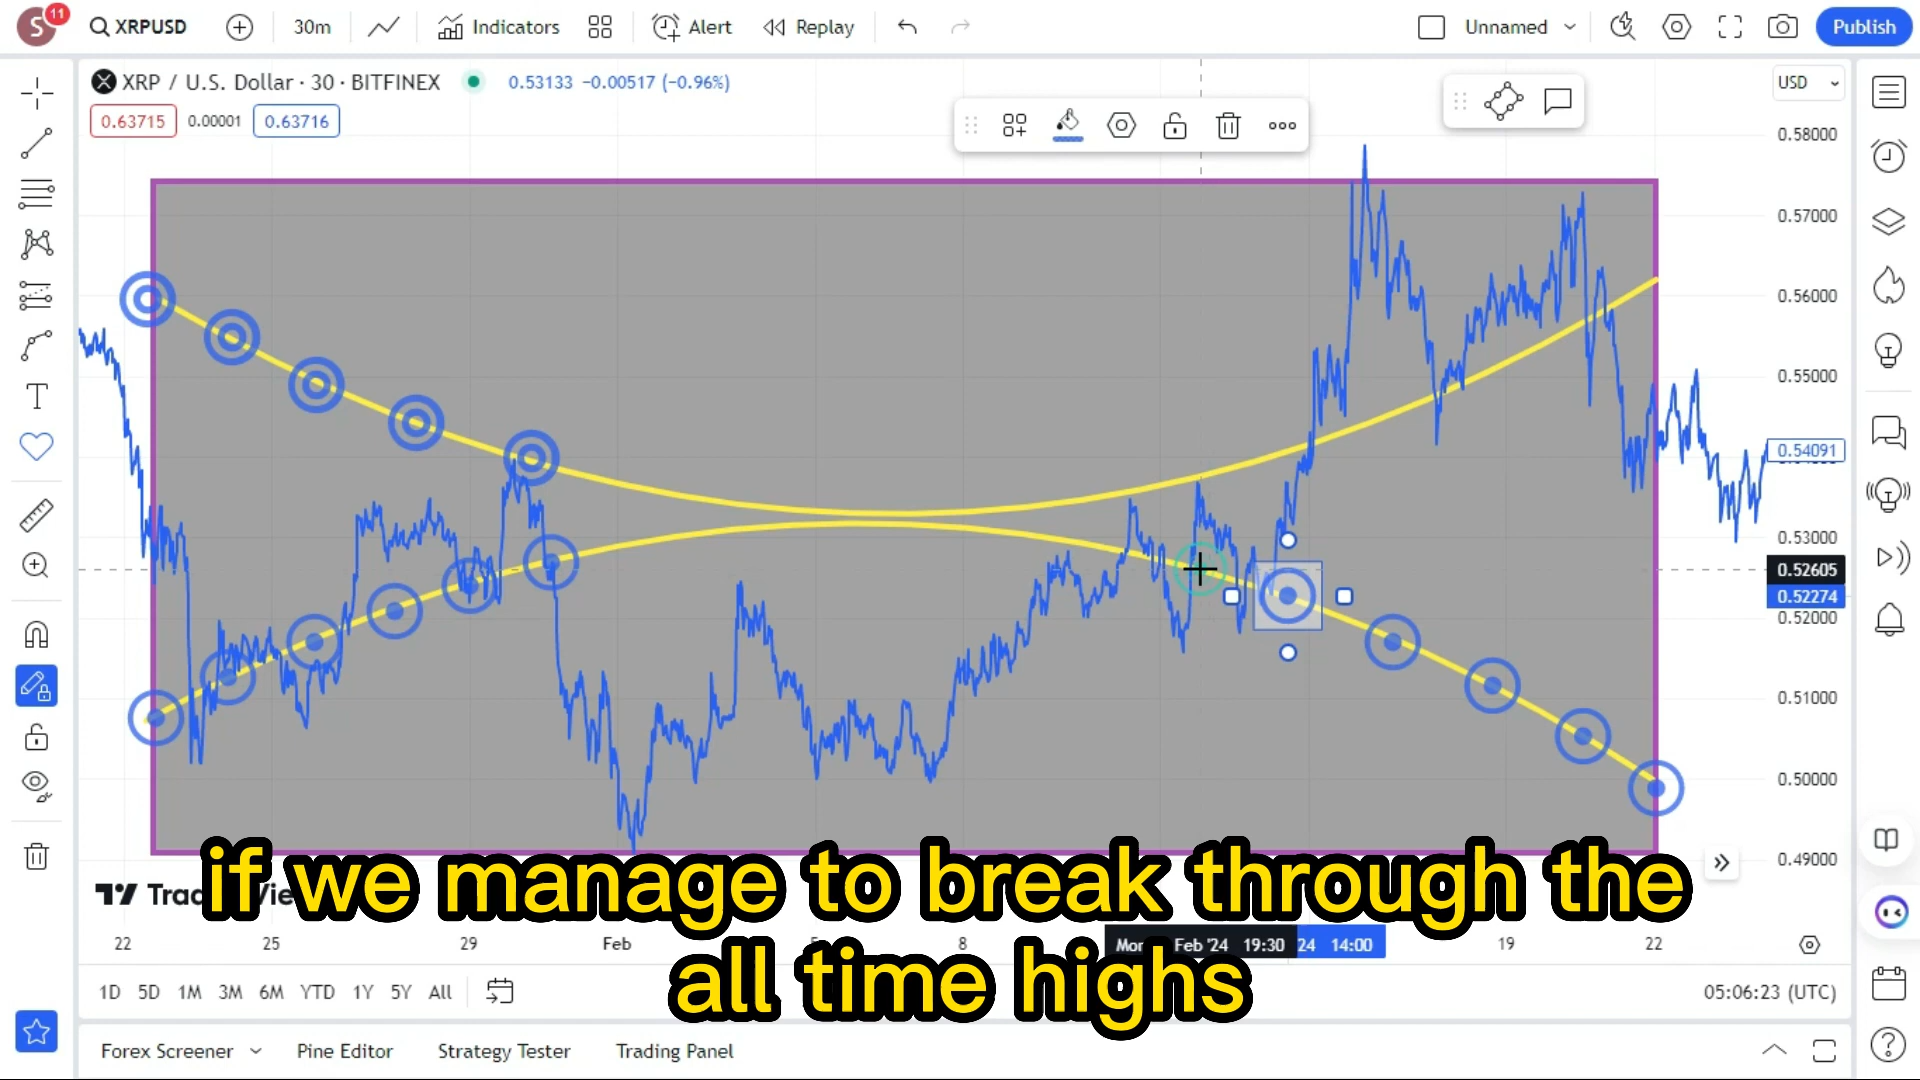 S
11
XRPUSD
30m
Indicators
Alert
Replay
Unnamed
Publish
XRP / U.S. Dollar · 30 · BITFINEX
0.53133 −0.00517 (−0.96%)
USD
0.63715
0.00001
0.63716
0.58000
0.57000
0.56000
0.55000
0.54091
0.53000
0.52605
0.52274
0.52000
0.51000
0.50000
0.49000
if we manage to break through the
all time highs
22
25
29
Feb
8
Feb '24 19:30
24 14:00
19
22
1D
5D
1M
3M
6M
YTD
1Y
5Y
All
05:06:23 (UTC)
Forex Screener
Pine Editor
Strategy Tester
Trading Panel